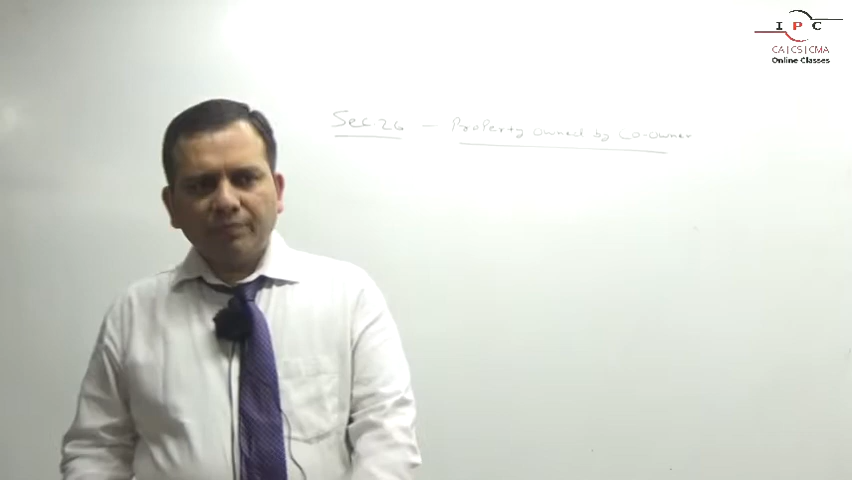 Sec 26 - Property owned by Co-owner
IPC
CA|CS|CMA
Online Classes